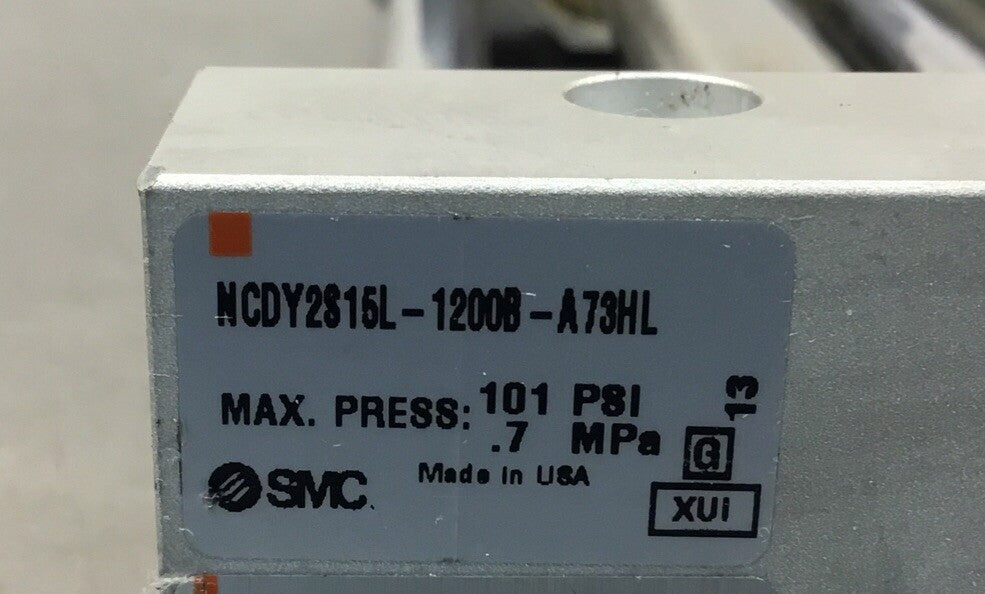 NCDY2S15L-1200B-A73HL
MAX. PRESS: 101 PSI
.7 MPa
13
G
SMC.
Made in USA
XUI